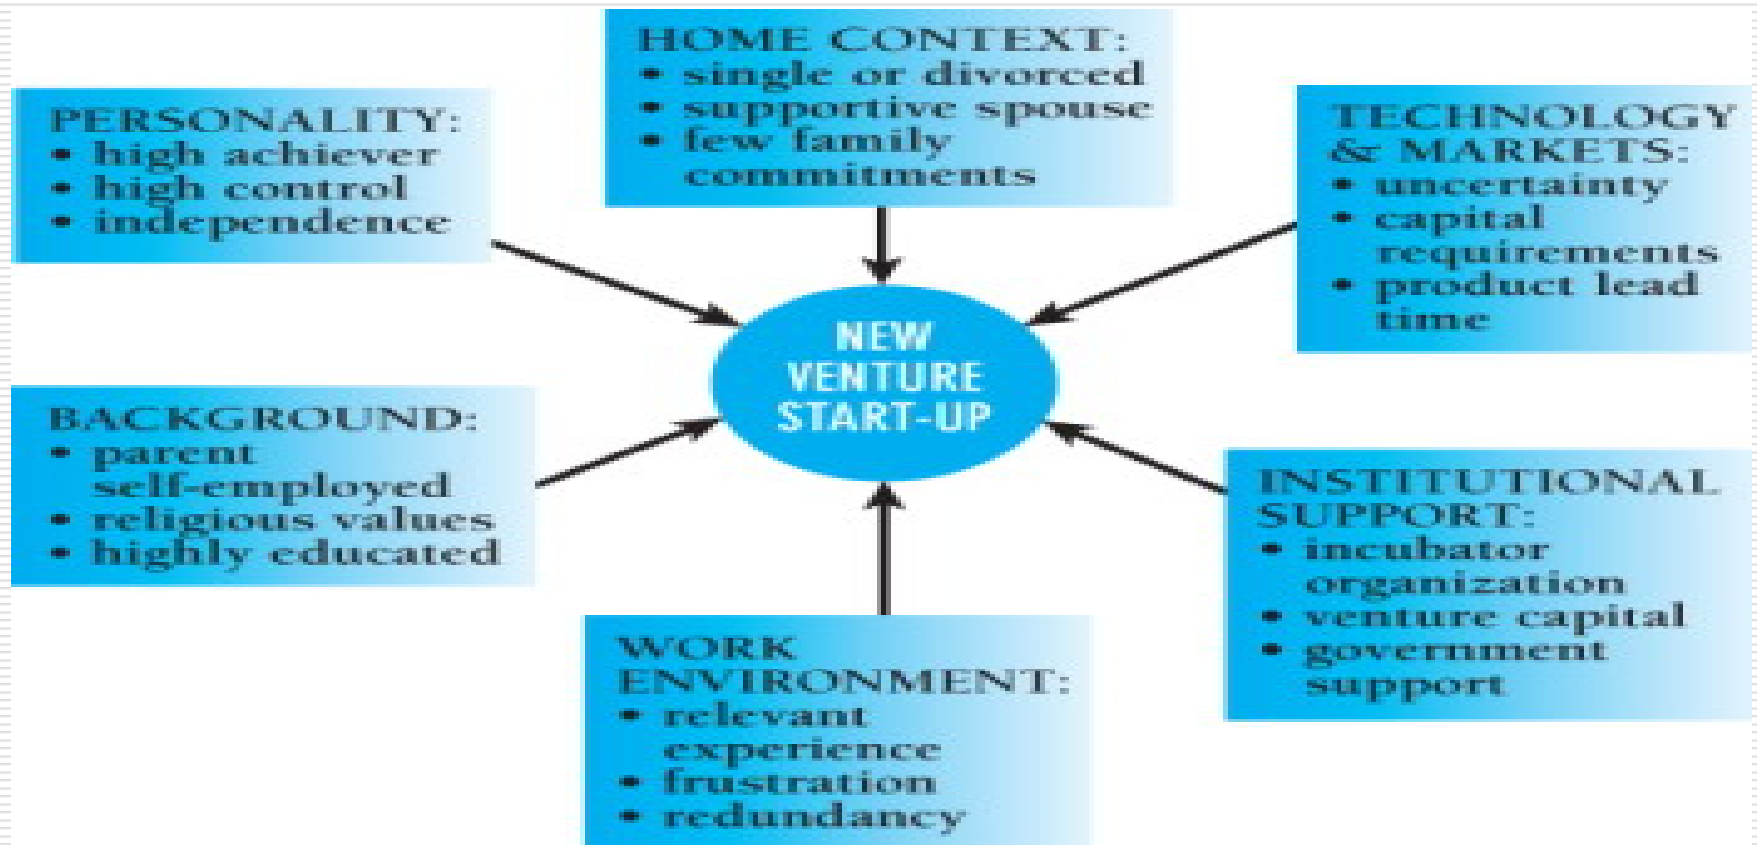 HOME CONTEXT:
• single or divorced
• supportive spouse
• few family
commitments
PERSONALITY:
• high achiever
• high control
• independence
TECHNOLOGY
& MARKETS:
• uncertainty
• capital
requirements
• product lead
time
NEW
VENTURE
START-UP
BACKGROUND:
• parent
self-employed
• religious values
• highly educated
INSTITUTIONAL
SUPPORT:
• incubator
organization
• venture capital
• government
support
WORK
ENVIRONMENT:
• relevant
experience
• frustration
• redundancy